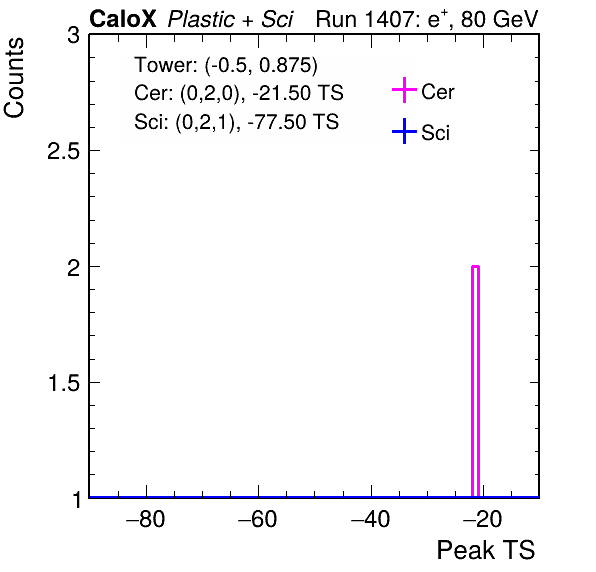 CaloX Plastic + Sci Run 1407: e⁺, 80 GeV
Counts
Tower: (-0.5, 0.875)
Cer: (0,2,0), -21.50 TS
Sci: (0,2,1), -77.50 TS
Cer
Sci
3
2.5
2
1.5
1
−80 −60 −40 −20
Peak TS